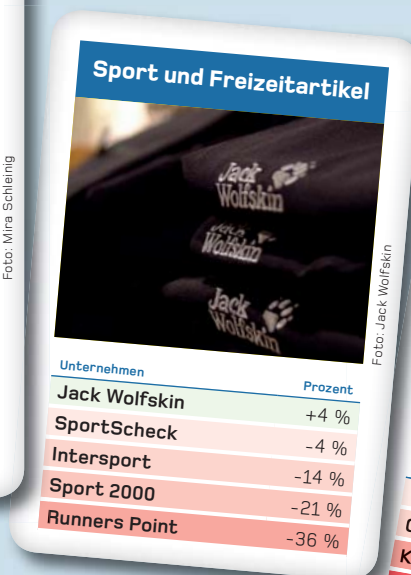 Foto: Mira Schleinig
Sport und Freizeitartikel
Jack
Wolfskin
Jack
Wolfskin
Jack
Wolfskin
Foto: Jack Wolfskin
Unternehmen Prozent
Jack Wolfskin +4 %
SportScheck -4 %
Intersport -14 %
Sport 2000 -21 %
Runners Point -36 %